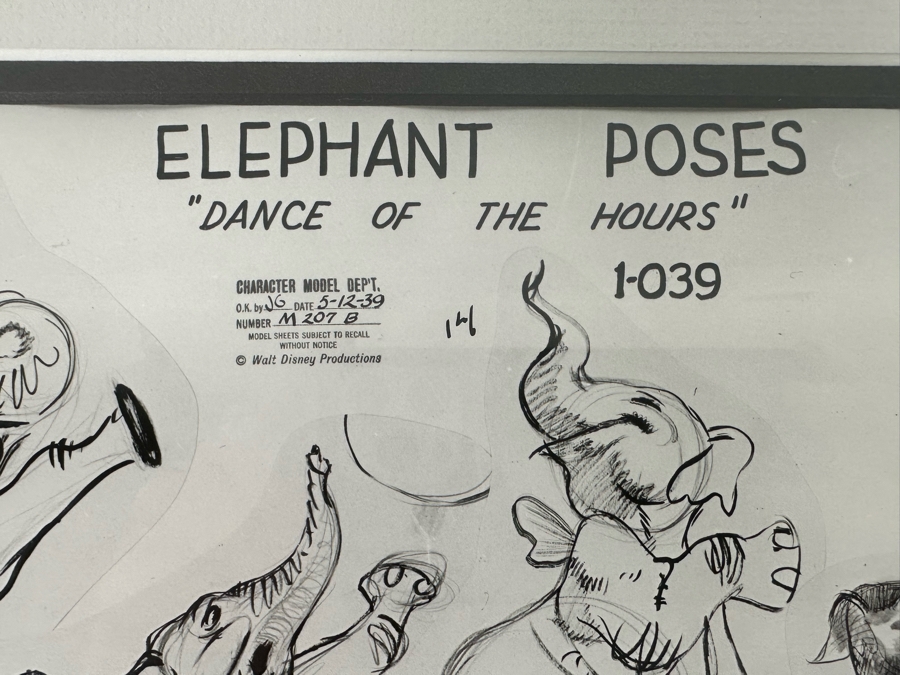 ELEPHANT POSES
"DANCE OF THE HOURS"
1-039
CHARACTER MODEL DEP'T.
O.K. by JG DATE 5-12-39
NUMBER M 207 B
MODEL SHEETS SUBJECT TO RECALL
WITHOUT NOTICE
© Walt Disney Productions